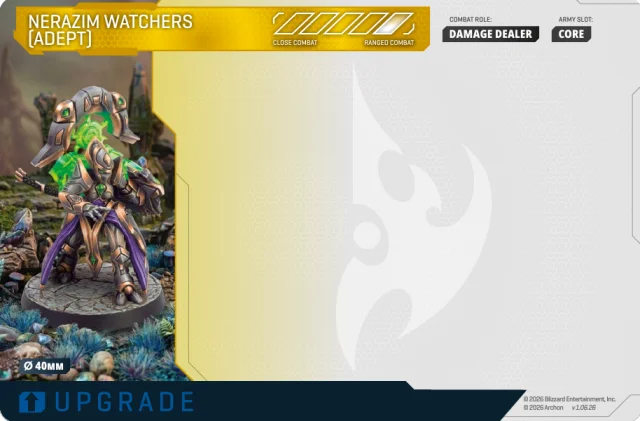 NERAZIM WATCHERS
(ADEPT)
CLOSE COMBAT
RANGED COMBAT
COMBAT ROLE:
DAMAGE DEALER
ARMY SLOT:
CORE
Ø 40MM
UPGRADE
© 2026 Blizzard Entertainment, Inc.
© 2026 Archon v 1.06.26